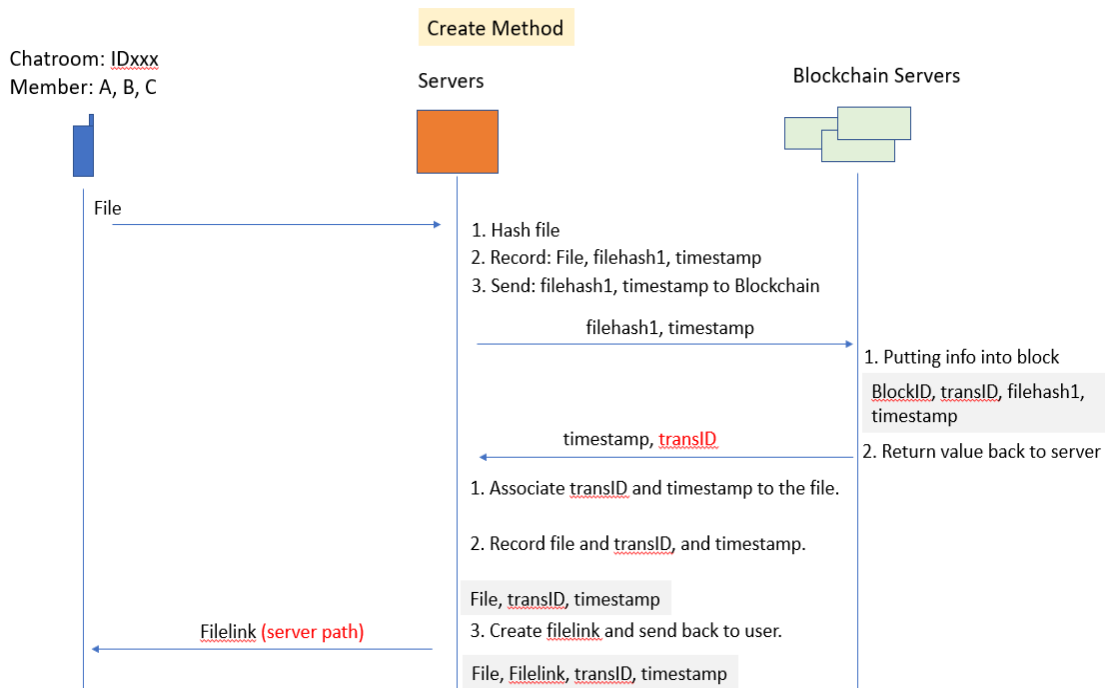 Create Method
Chatroom: IDxxx
Member: A, B, C
Servers
Blockchain Servers
File
1. Hash file
2. Record: File, filehash1, timestamp
3. Send: filehash1, timestamp to Blockchain
filehash1, timestamp
1. Putting info into block
BlockID, transID, filehash1,
timestamp
timestamp, transID
2. Return value back to server
1. Associate transID and timestamp to the file.
2. Record file and transID, and timestamp.
File, transID, timestamp
Filelink (server path)
3. Create filelink and send back to user.
File, Filelink, transID, timestamp